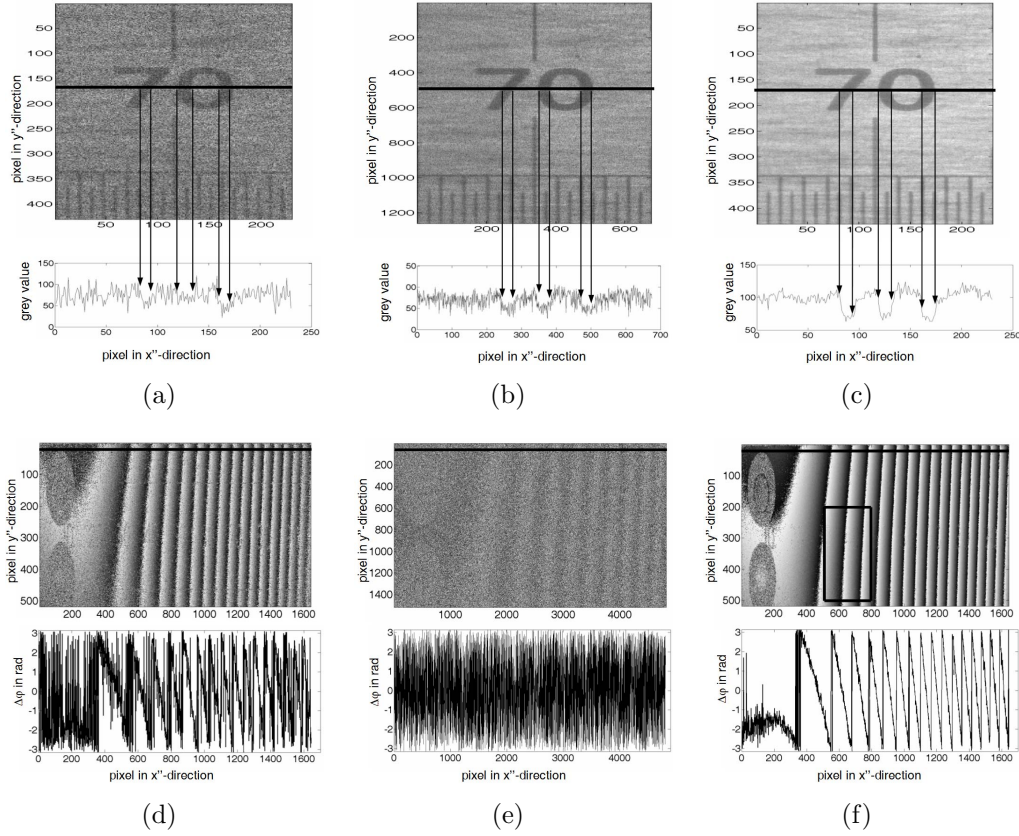 50
100
150
200
250
300
350
400
pixel in y''-direction
70
50 100 150 200
150
100
50
0
grey value
0 50 100 150 200 250
pixel in x''-direction
(a)
200
400
600
800
1000
1200
pixel in y''-direction
70
200 400 600
50
00
50
0
grey value
0 100 200 300 400 500 600 700
pixel in x''-direction
(b)
50
100
150
200
250
300
350
400
pixel in y''-direction
70
50 100 150 200
150
100
50
grey value
0 50 100 150 200 250
pixel in x''-direction
(c)
100
200
300
400
500
pixel in y''-direction
200 400 600 800 1000 1200 1400 1600
3
2
1
0
-1
-2
-3
Δφ in rad
0 200 400 600 800 1000 1200 1400 1600
pixel in x''-direction
(d)
200
400
600
800
1000
1200
1400
pixel in y''-direction
1000 2000 3000 4000
3
2
1
0
-1
-2
-3
Δφ in rad
0 1000 2000 3000 4000
pixel in x''-direction
(e)
100
200
300
400
500
pixel in y''-direction
200 400 600 800 1000 1200 1400 1600
3
2
1
0
-1
-2
-3
Δφ in rad
0 200 400 600 800 1000 1200 1400 1600
pixel in x''-direction
(f)